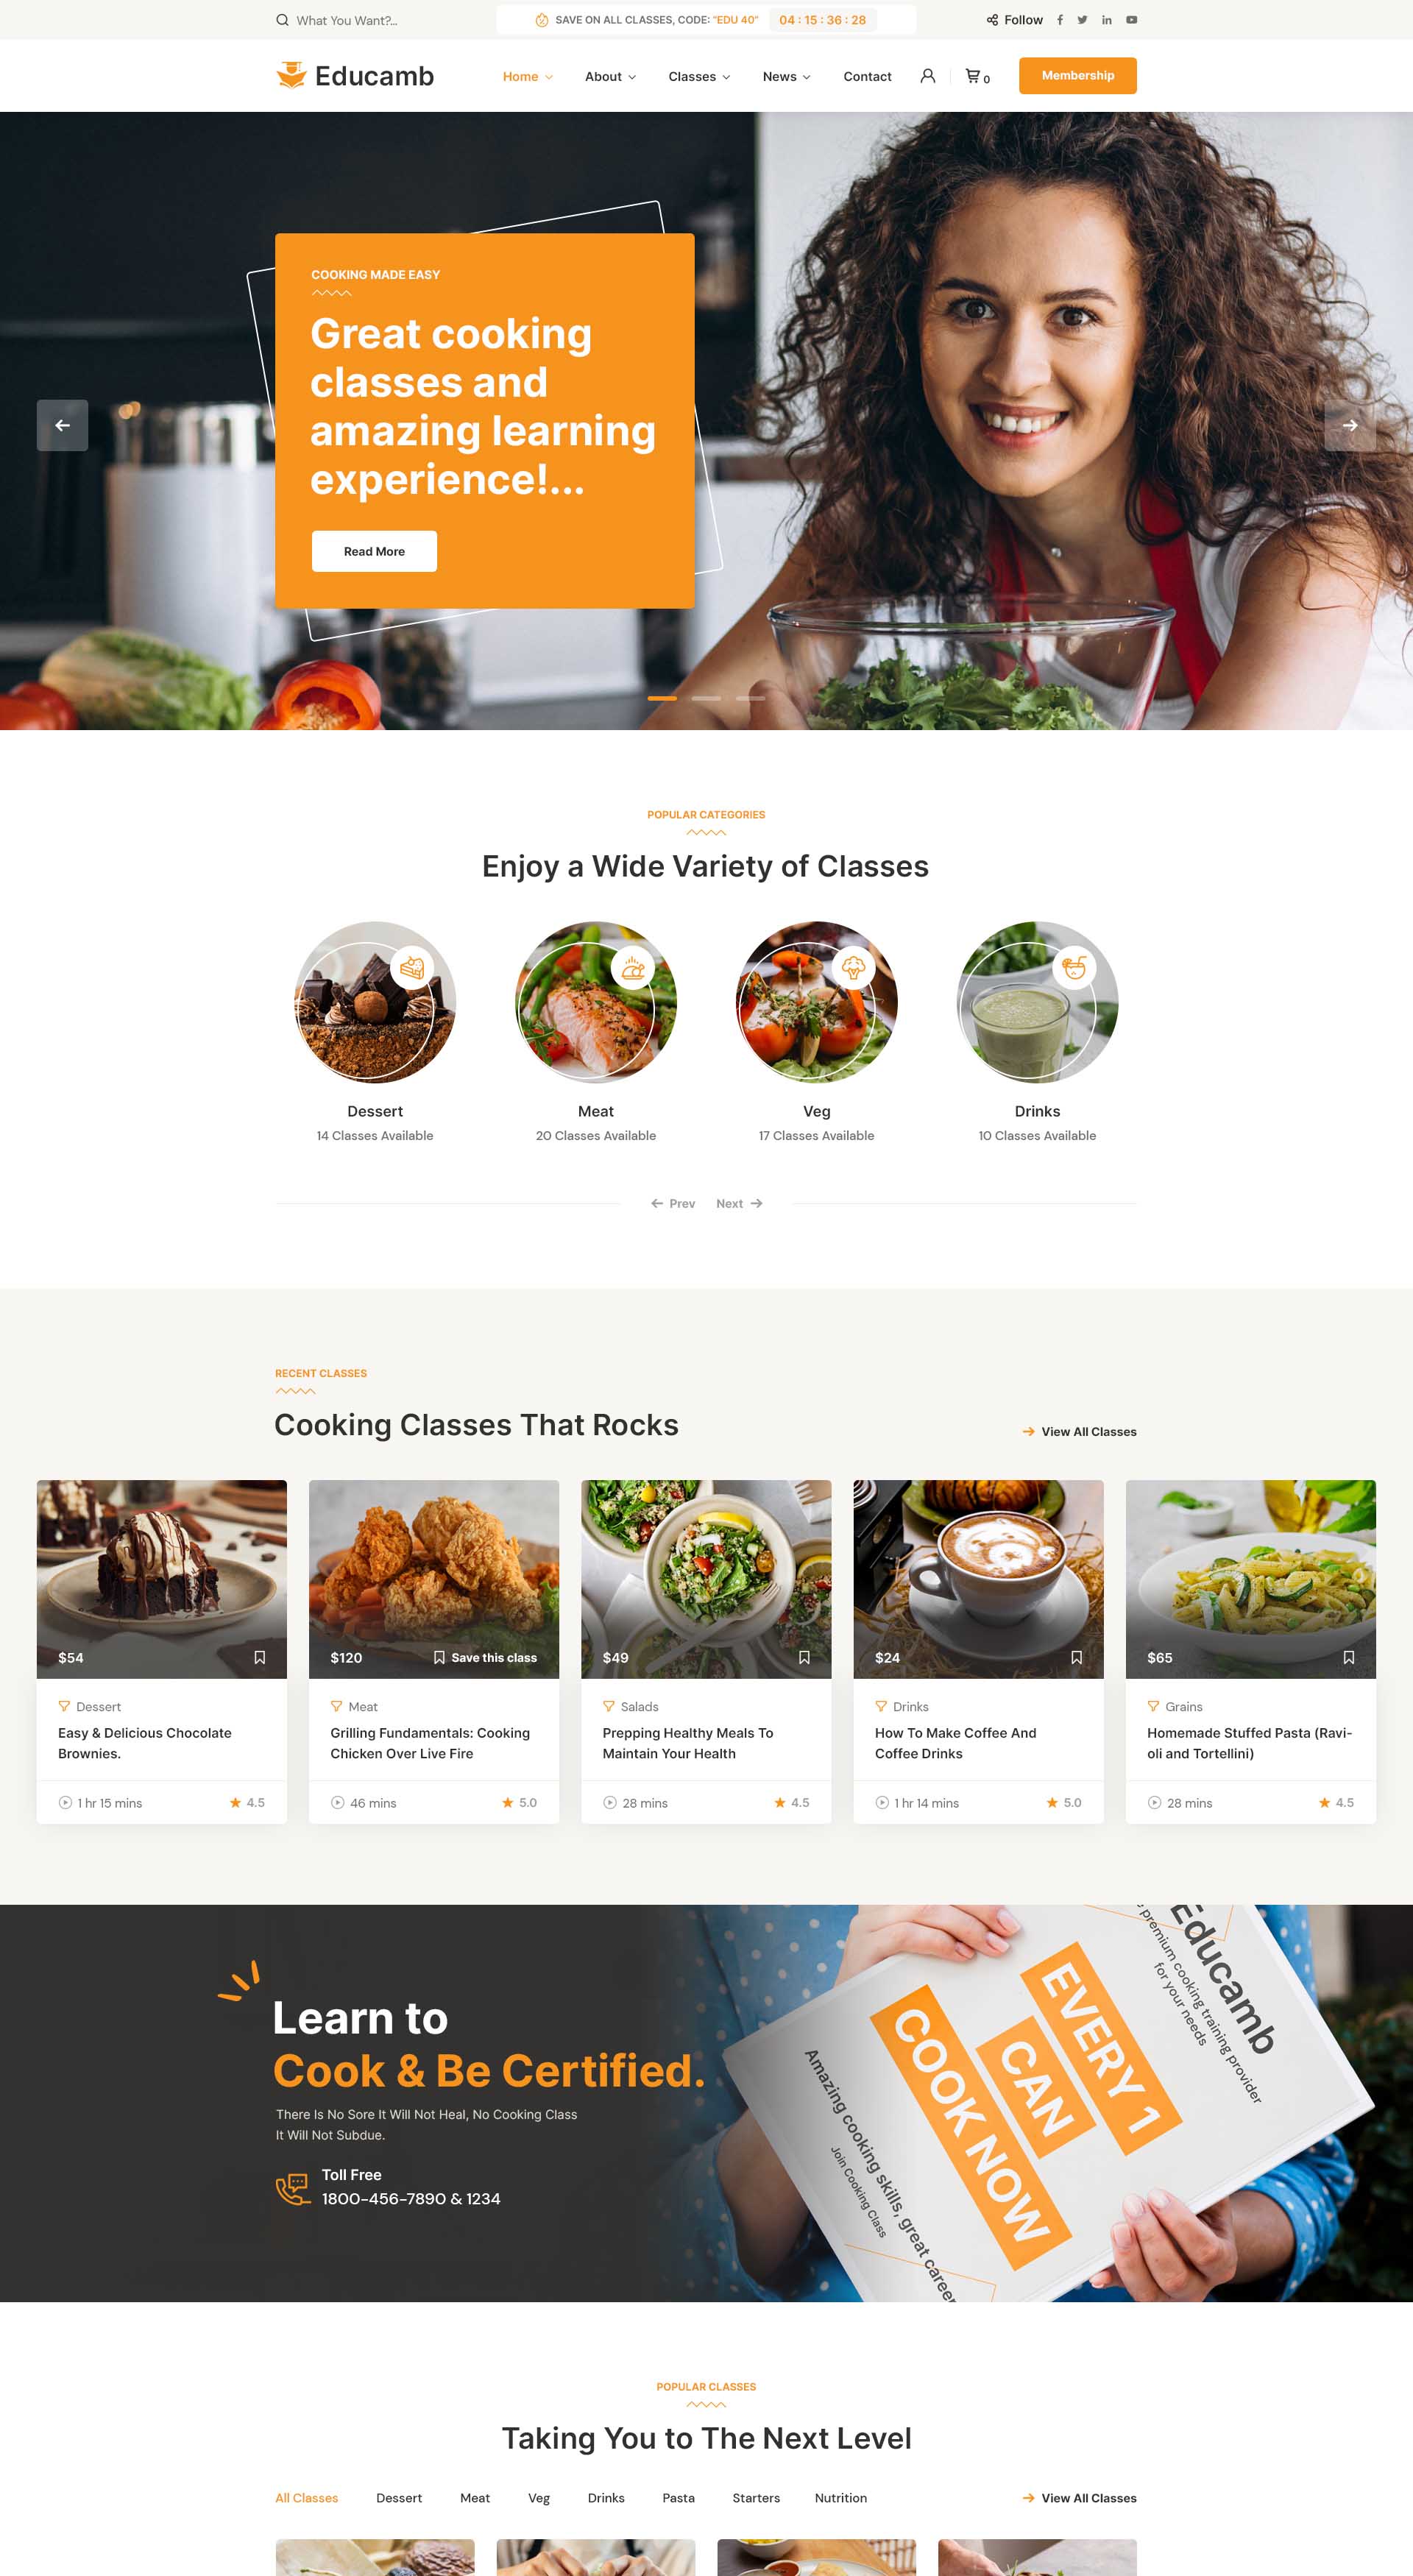 What You Want?...
SAVE ON ALL CLASSES, CODE: "EDU 40"
04 : 15 : 36 : 28
Follow
Educamb
Home
About
Classes
News
Contact
0
Membership
COOKING MADE EASY
Great cooking
classes and
amazing learning
experience!...
Read More
POPULAR CATEGORIES
Enjoy a Wide Variety of Classes
Dessert
14 Classes Available
Meat
20 Classes Available
Veg
17 Classes Available
Drinks
10 Classes Available
Prev
Next
RECENT CLASSES
Cooking Classes That Rocks
View All Classes
$54
Dessert
Easy & Delicious Chocolate
Brownies.
1 hr 15 mins
4.5
$120
Save this class
Meat
Grilling Fundamentals: Cooking
Chicken Over Live Fire
46 mins
5.0
$49
Salads
Prepping Healthy Meals To
Maintain Your Health
28 mins
4.5
$24
Drinks
How To Make Coffee And
Coffee Drinks
1 hr 14 mins
5.0
$65
Grains
Homemade Stuffed Pasta (Ravi-
oli and Tortellini)
28 mins
4.5
Learn to
Cook & Be Certified.
There Is No Sore It Will Not Heal, No Cooking Class
It Will Not Subdue.
Toll Free
1800-456-7890 & 1234
Educamb
premium cooking training provider
for your needs
EVERY 1
CAN
COOK NOW
Amazing cooking skills, great career
Join Cooking Class
POPULAR CLASSES
Taking You to The Next Level
All Classes
Dessert
Meat
Veg
Drinks
Pasta
Starters
Nutrition
View All Classes